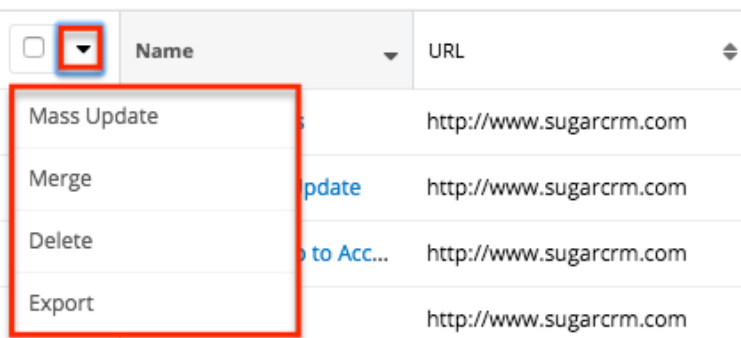 Name URL
Mass Update http://www.sugarcrm.com
Merge pdate http://www.sugarcrm.com
Delete to Acc... http://www.sugarcrm.com
Export http://www.sugarcrm.com